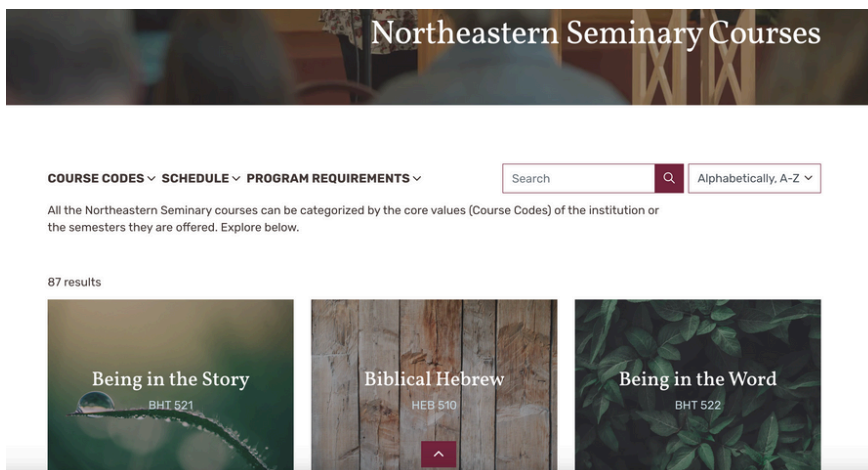 Northeastern Seminary Courses
COURSE CODES SCHEDULE PROGRAM REQUIREMENTS
Search
Alphabetically, A-Z
All the Northeastern Seminary courses can be categorized by the core values (Course Codes) of the institution or
the semesters they are offered. Explore below.
87 results
Being in the Story
BHT 521
Biblical Hebrew
HEB 510
Being in the Word
BHT 522